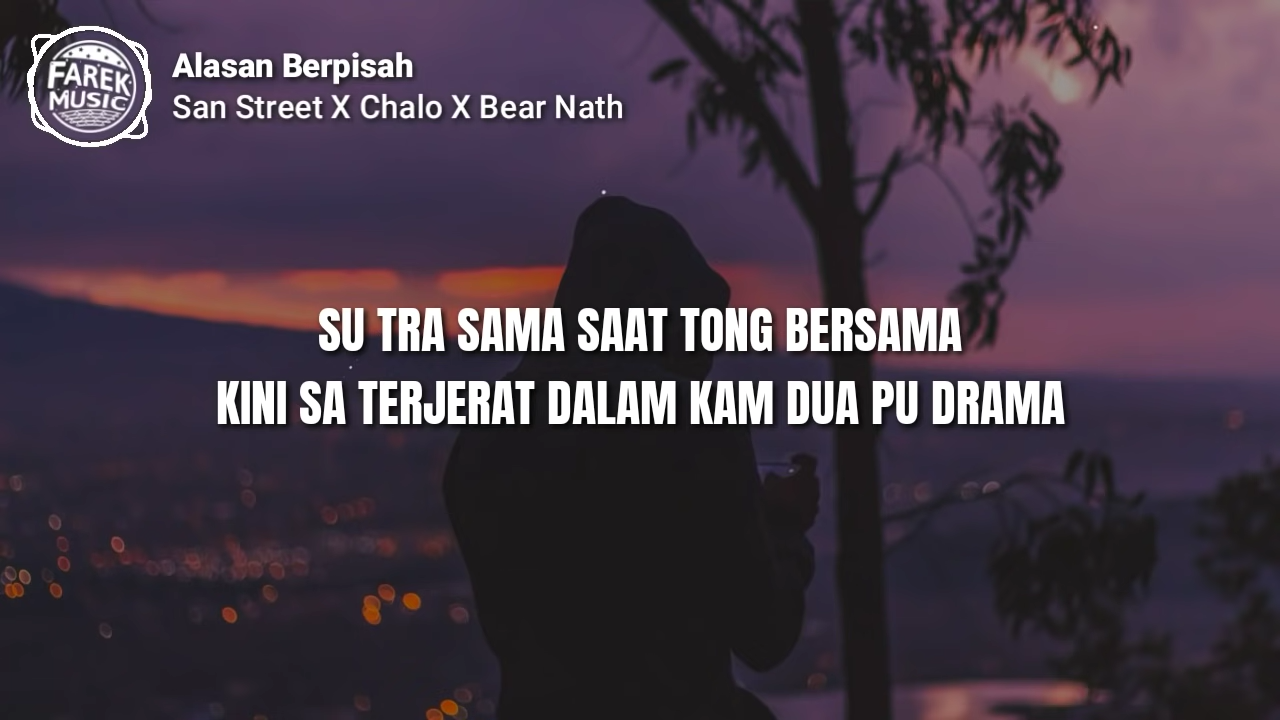 FAREK
MUSIC
Alasan Berpisah
San Street X Chalo X Bear Nath
SU TRA SAMA SAAT TONG BERSAMA
KINI SA TERJERAT DALAM KAM DUA PU DRAMA